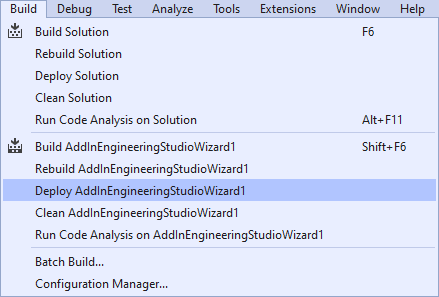 Build Debug Test Analyze Tools Extensions Window Help
Build Solution F6
Rebuild Solution
Deploy Solution
Clean Solution
Run Code Analysis on Solution Alt+F11
Build AddInEngineeringStudioWizard1 Shift+F6
Rebuild AddInEngineeringStudioWizard1
Deploy AddInEngineeringStudioWizard1
Clean AddInEngineeringStudioWizard1
Run Code Analysis on AddInEngineeringStudioWizard1
Batch Build...
Configuration Manager...